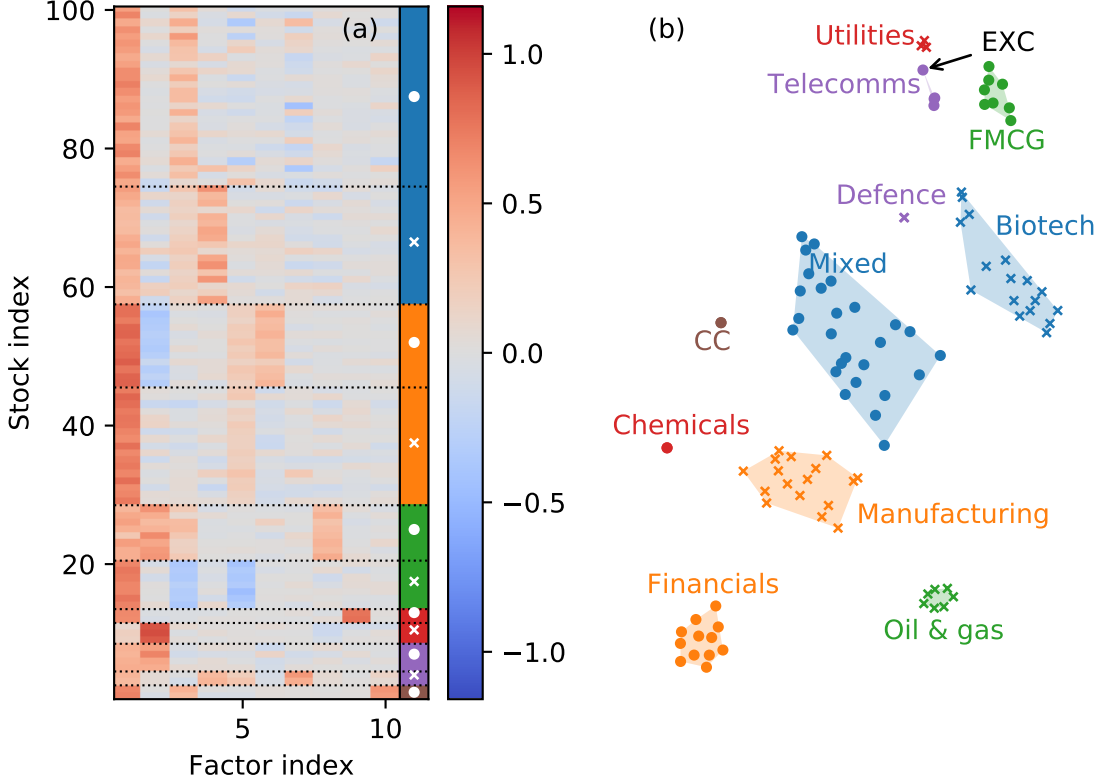 (a)
100
80
60
40
20
Stock index
5
10
Factor index
1.0
0.5
0.0
−0.5
−1.0
(b)
Utilities
EXC
Telecomms
FMCG
Defence
Biotech
Mixed
CC
Chemicals
Manufacturing
Financials
Oil & gas